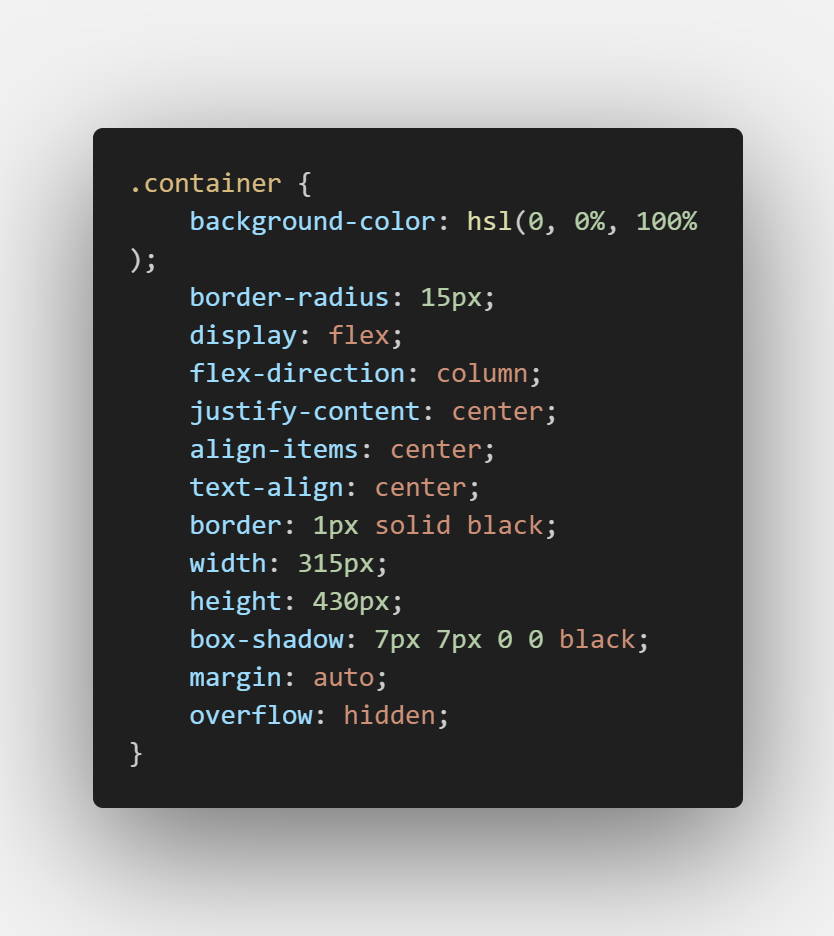 .container {
    background-color: hsl(0, 0%, 100%
);
    border-radius: 15px;
    display: flex;
    flex-direction: column;
    justify-content: center;
    align-items: center;
    text-align: center;
    border: 1px solid black;
    width: 315px;
    height: 430px;
    box-shadow: 7px 7px 0 0 black;
    margin: auto;
    overflow: hidden;
}